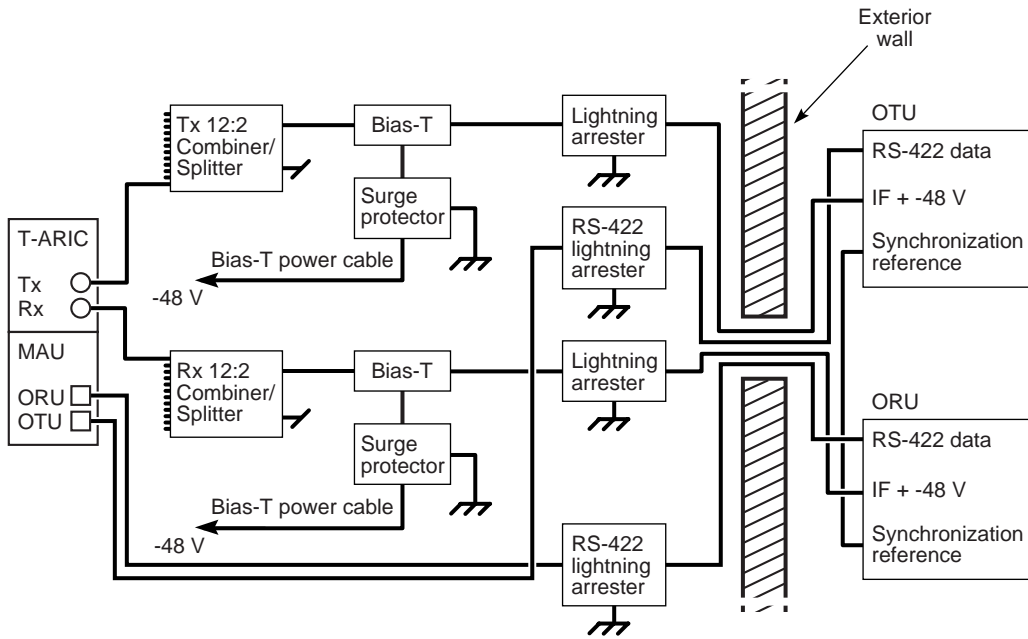 Exterior
wall
OTU
RS-422 data
IF + -48 V
Synchronization
reference
Tx 12:2
Combiner/
Splitter
Bias-T
Lightning
arrester
Surge
protector
RS-422
lightning
arrester
T-ARIC
Tx
Rx
Bias-T power cable
-48 V
MAU
ORU
OTU
Rx 12:2
Combiner/
Splitter
Bias-T
Lightning
arrester
Surge
protector
Bias-T power cable
-48 V
RS-422
lightning
arrester
ORU
RS-422 data
IF + -48 V
Synchronization
reference